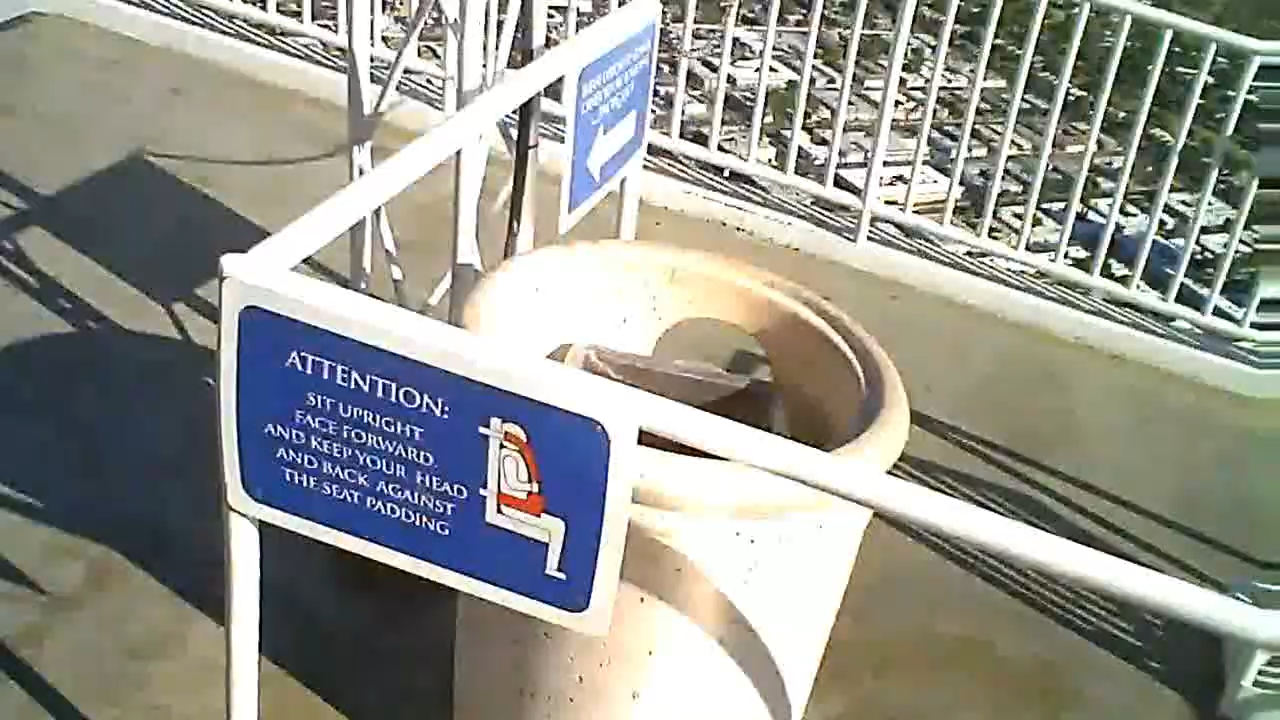 ATTENTION:
SIT UPRIGHT
FACE FORWARD,
AND KEEP YOUR HEAD
AND BACK AGAINST
THE SEAT PADDING